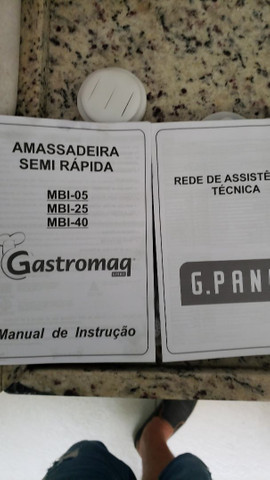 AMASSADEIRA
SEMI RÁPIDA
MBI-05
MBI-25
MBI-40
Gastromaq
Manual de Instrução
REDE DE ASSISTÊ
TÉCNICA
G.PAN